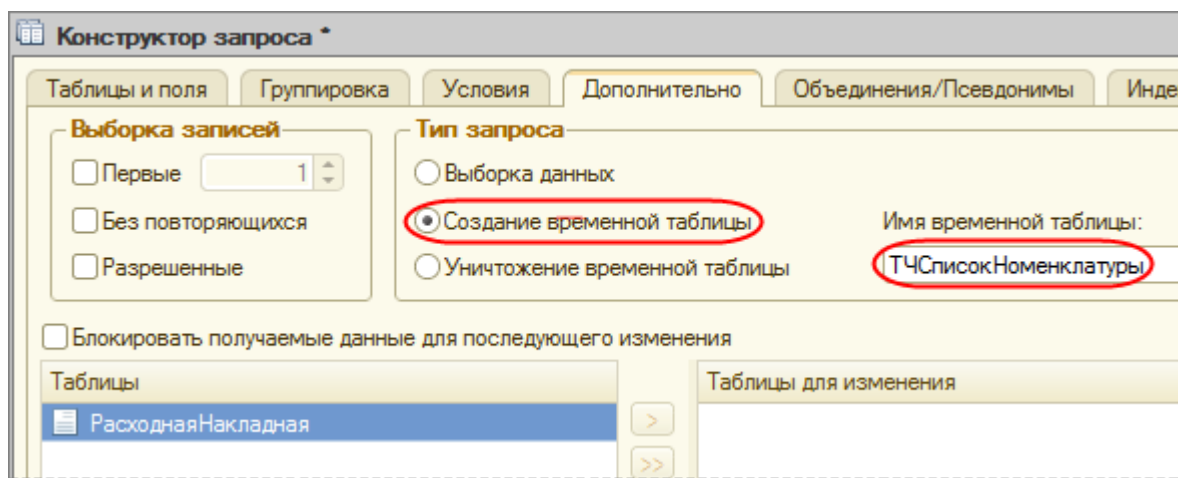 Конструктор запроса *
Таблицы и поля Группировка Условия Дополнительно Объединения/Псевдонимы Инде
Выборка записей Тип запроса
Первые 1 Выборка данных
Без повторяющихся Создание временной таблицы Имя временной таблицы:
Разрешенные Уничтожение временной таблицы ТЧСписокНоменклатуры
Блокировать получаемые данные для последующего изменения
Таблицы Таблицы для изменения
РасходнаяНакладная >
>>